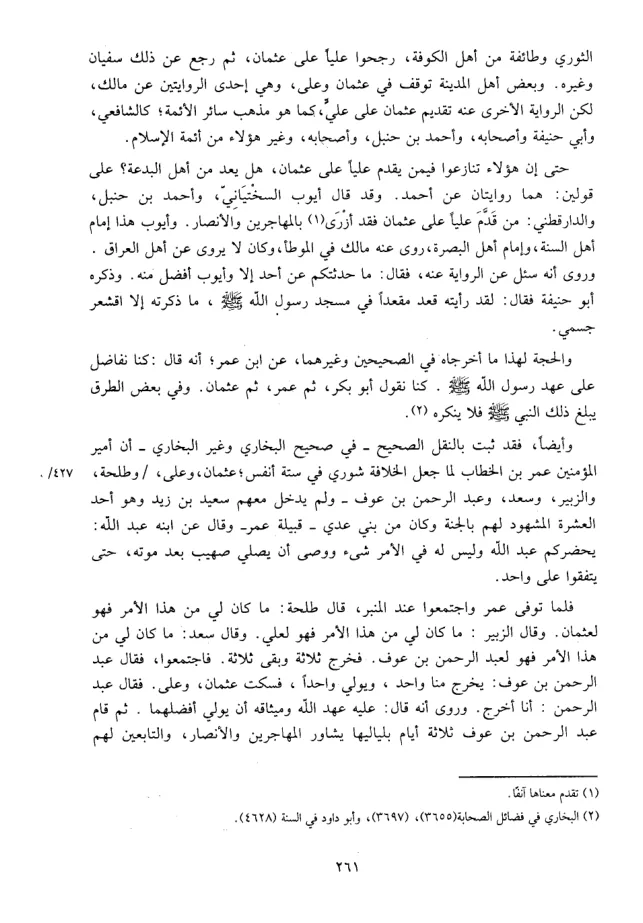 الثوري وطائفة من أهل الكوفة، رجحوا علياً على عثمان، ثم رجع عن ذلك سفيان
وغيره. وبعض أهل المدينة توقف في عثمان وعلى، وهي إحدى الروايتين عن مالك،
لكن الرواية الأخرى عنه تقديم عثمان على عليٍّ،كما هو مذهب سائر الأئمة؛ كالشافعي،
وأبي حنيفة وأصحابه، وأحمد بن حنبل، وأصحابه، وغير هؤلاء من أئمة الإسلام.
حتى إن هؤلاء تنازعوا فيمن يقدم علياً على عثمان، هل يعد من أهل البدعة؟ على
قولين: هما روايتان عن أحمد. وقد قال أيوب السخْتِيَانِيّ، وأحمد بن حنبل،
والدارقطني: من قَدَّمَ علياً على عثمان فقد أزْرَى(١) بالمهاجرين والأنصار. وأيوب هذا إمام
أهل السنة،وإمام أهل البصرة،روى عنه مالك في الموطأ،وكان لا يروى عن أهل العراق .
وروى أنه سئل عن الرواية عنه، فقال: ما حدثتكم عن أحد إلا وأيوب أفضل منه. وذكره
أبو حنيفة فقال: لقد رأيته قعد مقعداً في مسجد رسول الله ﷺ ، ما ذكرته إلا اقشعر
جسمي.
والحجة لهذا ما أخرجاه في الصحيحين وغيرهما، عن ابن عمر؛ أنه قال :كنا نفاضل
على عهد رسول الله ﷺ . كنا نقول أبو بكر، ثم عمر، ثم عثمان. وفي بعض الطرق
يبلغ ذلك النبي ﷺ فلا ينكره (٢).
وأيضاً، فقد ثبت بالنقل الصحيح ــ في صحيح البخاري وغير البخاري ــ أن أمير
المؤمنين عمر بن الخطاب لما جعل الخلافة شوري في ستة أنفس؛عثمان،وعلى، /وطلحة، ٤٢٧/.
والزبير، وسعد، وعبد الرحمن بن عوف ــ ولم يدخل معهم سعيد بن زيد وهو أحد
العشرة المشهود لهم بالجنة وكان من بني عدي ــ قبيلة عمرــ وقال عن ابنه عبد الله:
يحضركم عبد الله وليس له في الأمر شىء ووصى أن يصلي صهيب بعد موته، حتى
يتفقوا على واحد.
فلما توفى عمر واجتمعوا عند المنبر، قال طلحة: ما كان لي من هذا الأمر فهو
لعثمان. وقال الزبير : ما كان لي من هذا الأمر فهو لعلي. وقال سعد: ما كان لي من
هذا الأمر فهو لعبد الرحمن بن عوف. فخرج ثلاثة وبقى ثلاثة. فاجتمعوا، فقال عبد
الرحمن بن عوف: يخرج منا واحد ، ويولي واحداً ، فسكت عثمان، وعلى. فقال عبد
الرحمن : أنا أخرج. وروى أنه قال: عليه عهد الله وميثاقه أن يولي أفضلهما . ثم قام
عبد الرحمن بن عوف ثلاثة أيام بلياليها يشاور المهاجرين والأنصار، والتابعين لهم
(١) تقدم معناها آنفًا.
(٢) البخاري في فضائل الصحابة(٣٦٥٥)، (٣٦٩٧)، وأبو داود في السنة (٤٦٢٨).
٢٦١